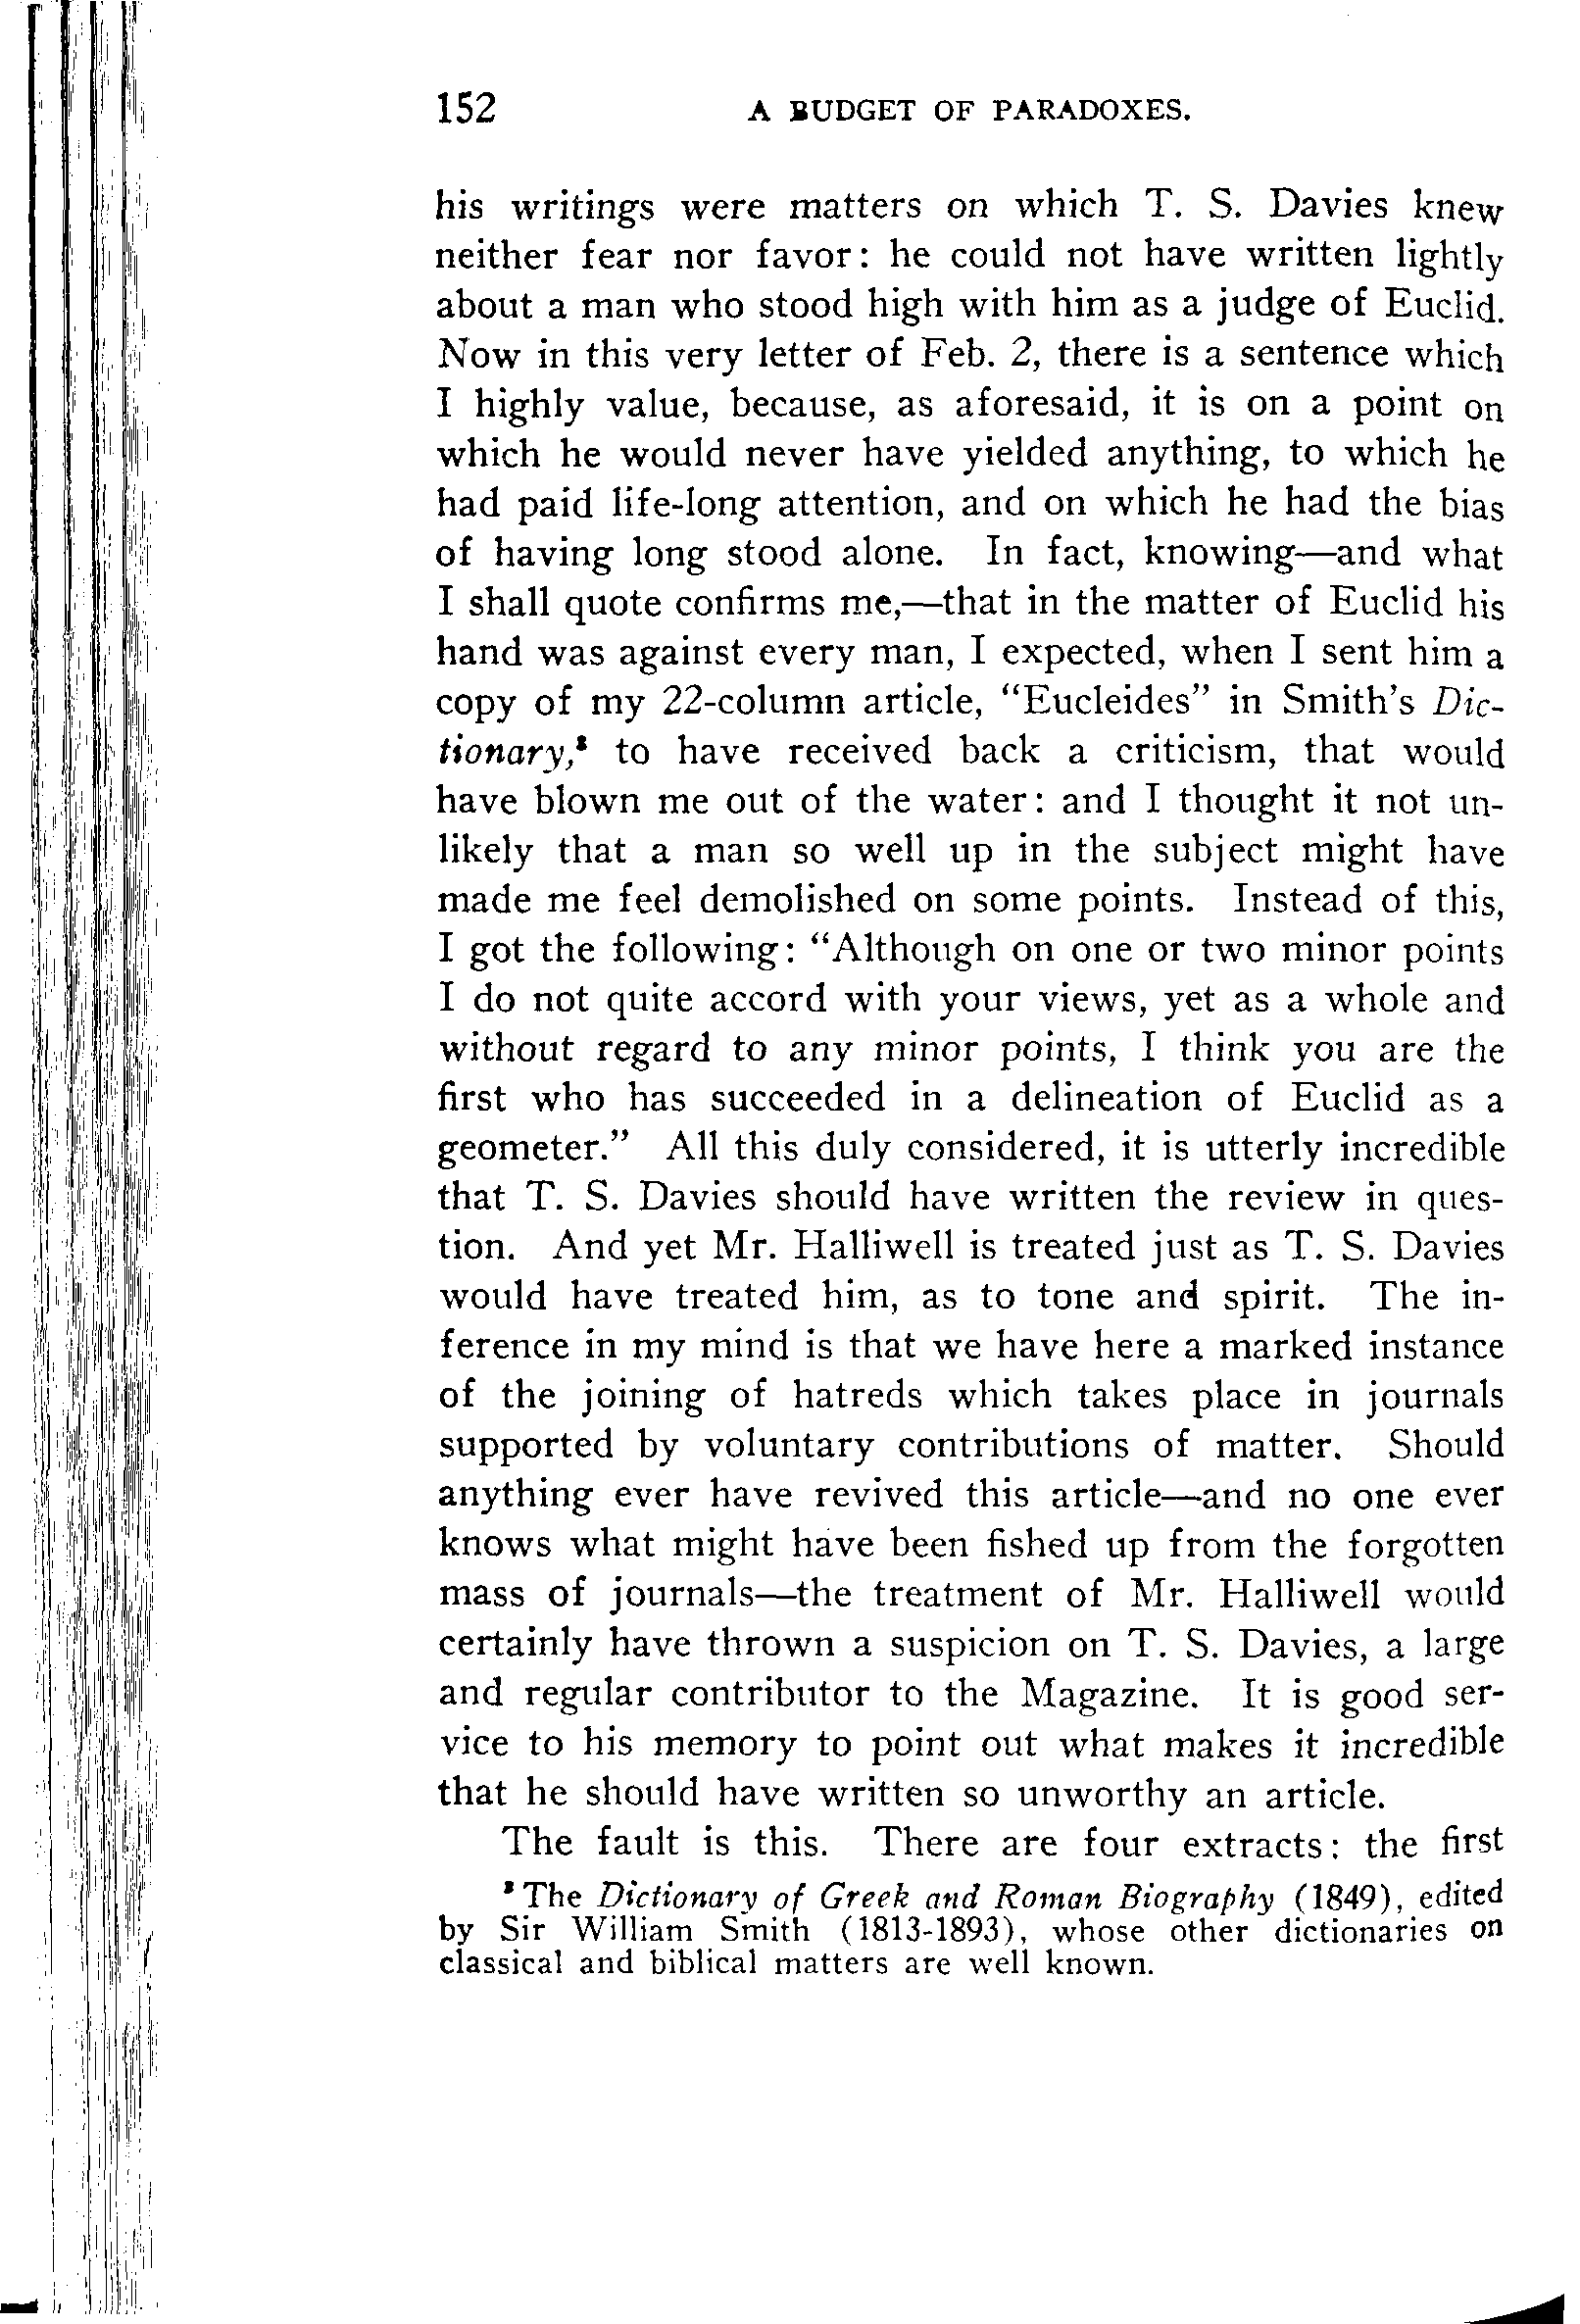 152 A BUDGET OF PARADOXES.
his writings were matters on which T. S. Davies knew
neither fear nor favor: he could not have written lightly
about a man who stood high with him as a judge of Euclid.
Now in this very letter of Feb. 2, there is a sentence which
I highly value, because, as aforesaid, it is on a point on
which he would never have yielded anything, to which he
had paid life-long attention, and on which he had the bias
of having long stood alone. In fact, knowing—and what
I shall quote confirms me,—that in the matter of Euclid his
hand was against every man, I expected, when I sent him a
copy of my 22-column article, “Eucleides” in Smith's Dic-
tionary,⁸ to have received back a criticism, that would
have blown me out of the water: and I thought it not un-
likely that a man so well up in the subject might have
made me feel demolished on some points. Instead of this,
I got the following: “Although on one or two minor points
I do not quite accord with your views, yet as a whole and
without regard to any minor points, I think you are the
first who has succeeded in a delineation of Euclid as a
geometer.” All this duly considered, it is utterly incredible
that T. S. Davies should have written the review in ques-
tion. And yet Mr. Halliwell is treated just as T. S. Davies
would have treated him, as to tone and spirit. The in-
ference in my mind is that we have here a marked instance
of the joining of hatreds which takes place in journals
supported by voluntary contributions of matter. Should
anything ever have revived this article—and no one ever
knows what might have been fished up from the forgotten
mass of journals—the treatment of Mr. Halliwell would
certainly have thrown a suspicion on T. S. Davies, a large
and regular contributor to the Magazine. It is good ser-
vice to his memory to point out what makes it incredible
that he should have written so unworthy an article.
The fault is this. There are four extracts: the first
⁸ The Dictionary of Greek and Roman Biography (1849), edited
by Sir William Smith (1813-1893), whose other dictionaries on
classical and biblical matters are well known.